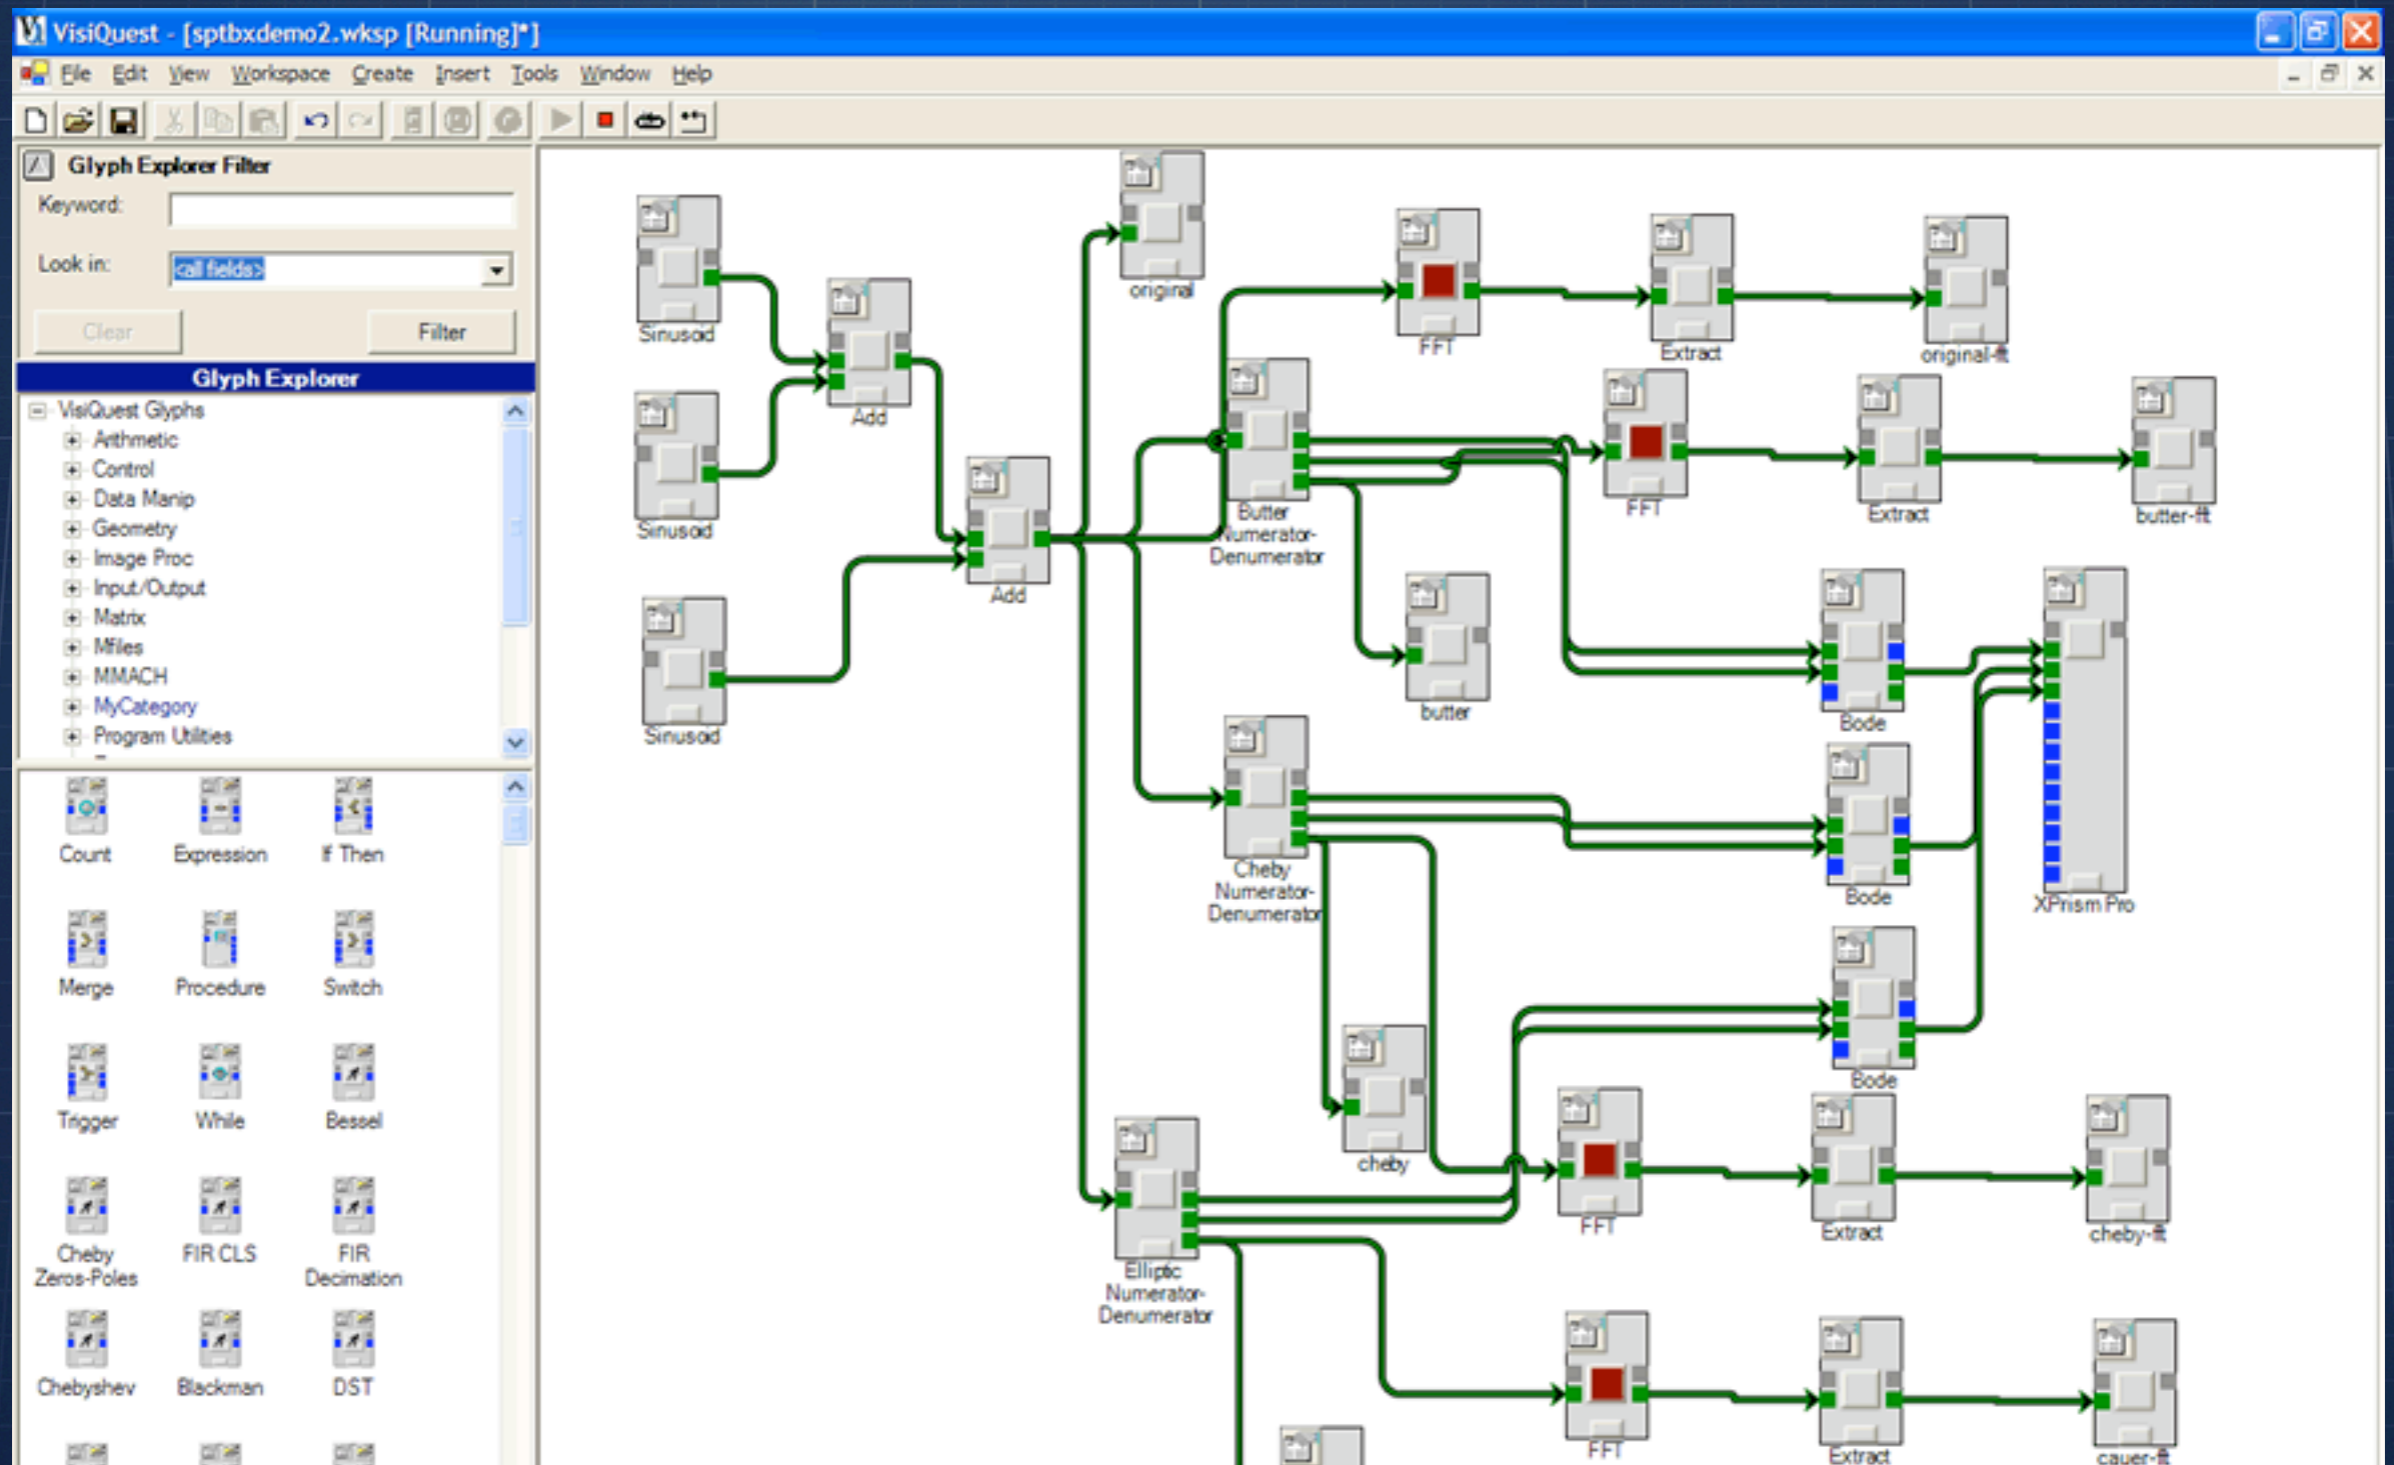 VisiQuest - [sptbxdemo2.wksp [Running]*]
File Edit View Workspace Create Insert Tools Window Help
Glyph Explorer Filter
Keyword:
Look in: <all fields>
Clear Filter
Glyph Explorer
VisiQuest Glyphs
Arithmetic
Control
Data Manip
Geometry
Image Proc
Input/Output
Matrix
Mfiles
MMACH
MyCategory
Program Utilities
Count Expression If Then
Merge Procedure Switch
Trigger While Bessel
Cheby
Zeros-Poles
FIR CLS
FIR
Decimation
Chebyshev Blackman DST
Sinusoid
Sinusoid
Sinusoid
Add
Add
original
FFT
Extract
original-fft
Butter
Numerator-
Denumerator
FFT
Extract
butter-fft
butter
Bode
Cheby
Numerator-
Denumerator
Bode
XPrism Pro
Bode
cheby
FFT
Extract
cheby-fft
Elliptic
Numerator-
Denumerator
FFT
Extract
cauer-fft